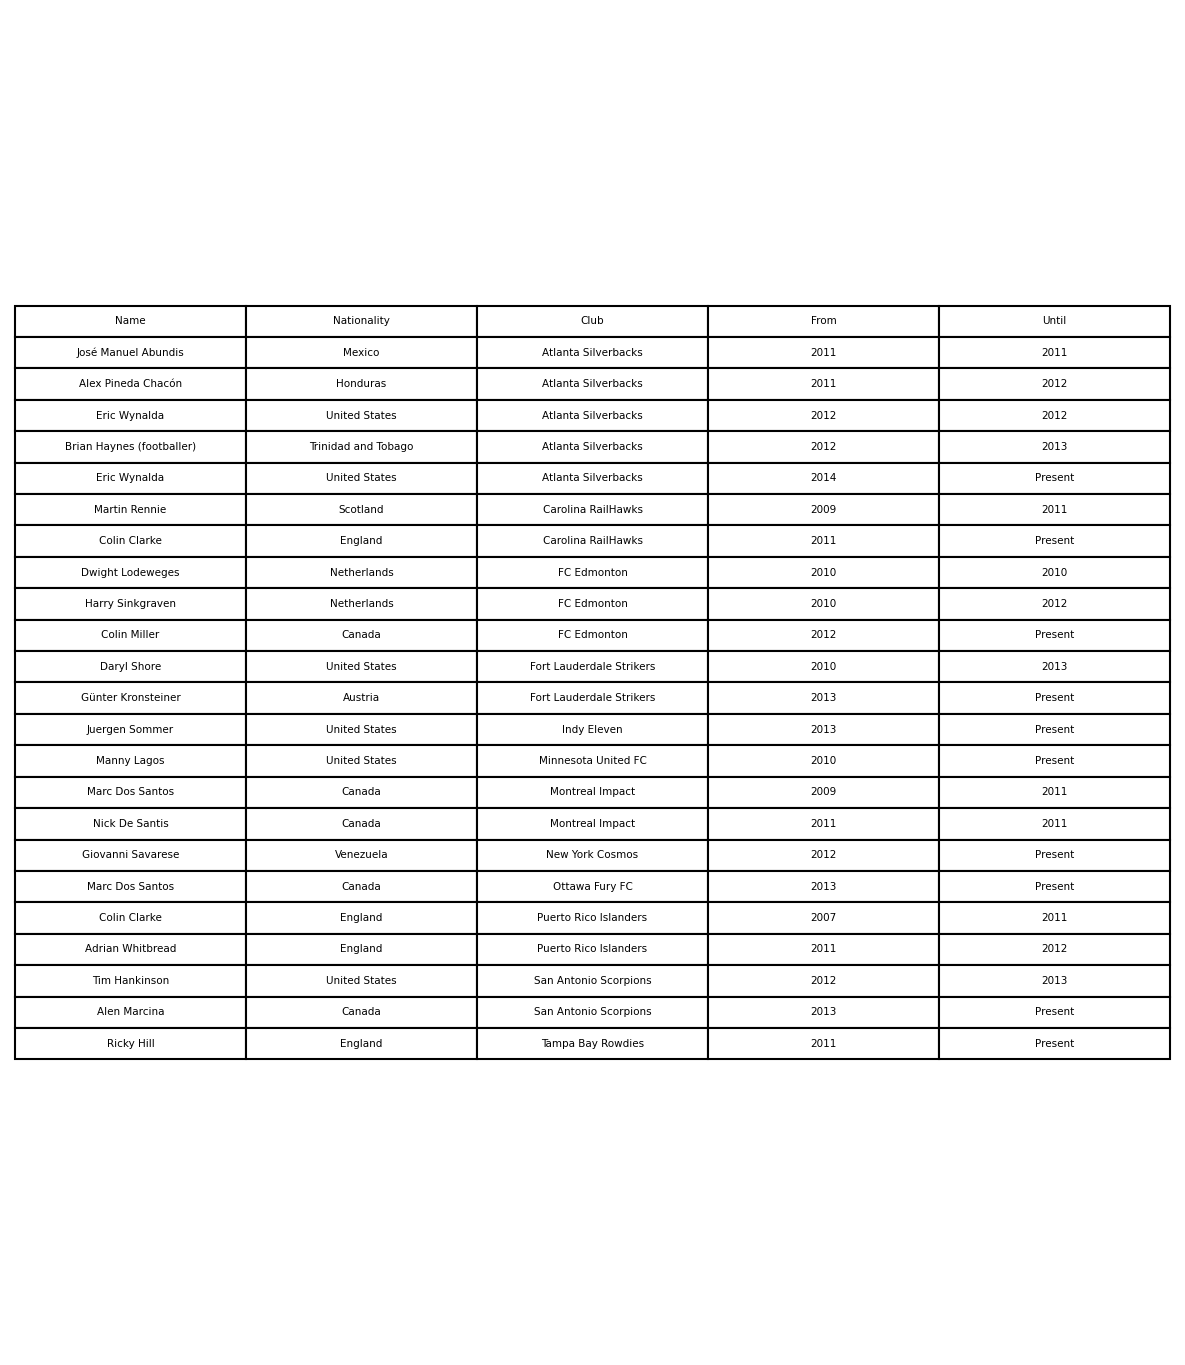 Name Nationality Club From Until
José Manuel Abundis Mexico Atlanta Silverbacks 2011 2011
Alex Pineda Chacón Honduras Atlanta Silverbacks 2011 2012
Eric Wynalda United States Atlanta Silverbacks 2012 2012
Brian Haynes (footballer) Trinidad and Tobago Atlanta Silverbacks 2012 2013
Eric Wynalda United States Atlanta Silverbacks 2014 Present
Martin Rennie Scotland Carolina RailHawks 2009 2011
Colin Clarke England Carolina RailHawks 2011 Present
Dwight Lodeweges Netherlands FC Edmonton 2010 2010
Harry Sinkgraven Netherlands FC Edmonton 2010 2012
Colin Miller Canada FC Edmonton 2012 Present
Daryl Shore United States Fort Lauderdale Strikers 2010 2013
Günter Kronsteiner Austria Fort Lauderdale Strikers 2013 Present
Juergen Sommer United States Indy Eleven 2013 Present
Manny Lagos United States Minnesota United FC 2010 Present
Marc Dos Santos Canada Montreal Impact 2009 2011
Nick De Santis Canada Montreal Impact 2011 2011
Giovanni Savarese Venezuela New York Cosmos 2012 Present
Marc Dos Santos Canada Ottawa Fury FC 2013 Present
Colin Clarke England Puerto Rico Islanders 2007 2011
Adrian Whitbread England Puerto Rico Islanders 2011 2012
Tim Hankinson United States San Antonio Scorpions 2012 2013
Alen Marcina Canada San Antonio Scorpions 2013 Present
Ricky Hill England Tampa Bay Rowdies 2011 Present